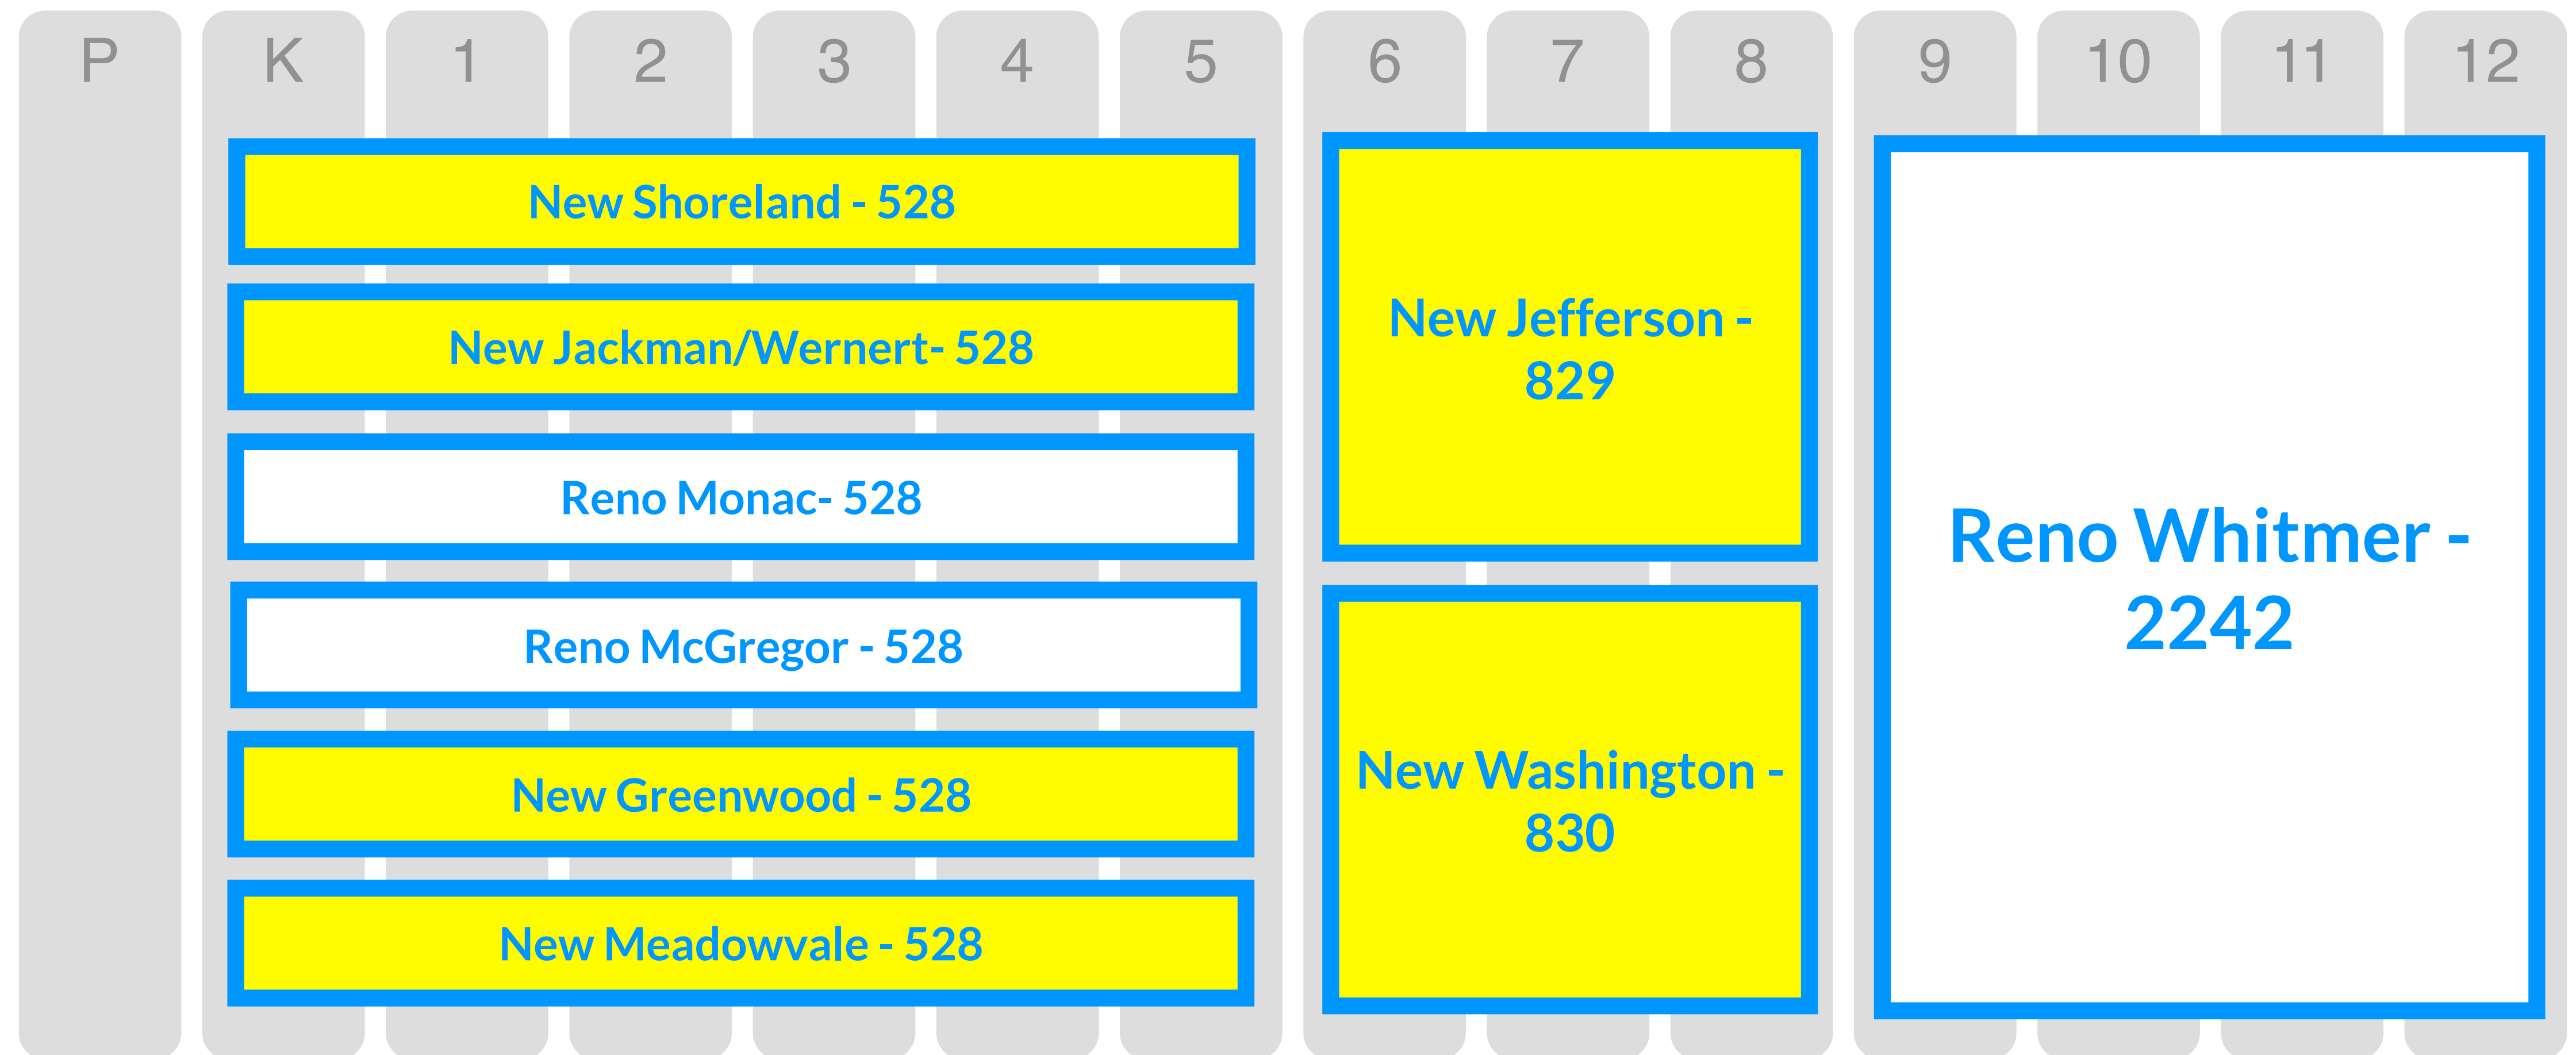 P K 1 2 3 4 5 6 7 8 9 10 11 12
New Shoreland - 528
New Jackman/Wernert- 528
Reno Monac- 528
Reno McGregor - 528
New Greenwood - 528
New Meadowvale - 528
New Jefferson -
829
New Washington -
830
Reno Whitmer -
2242